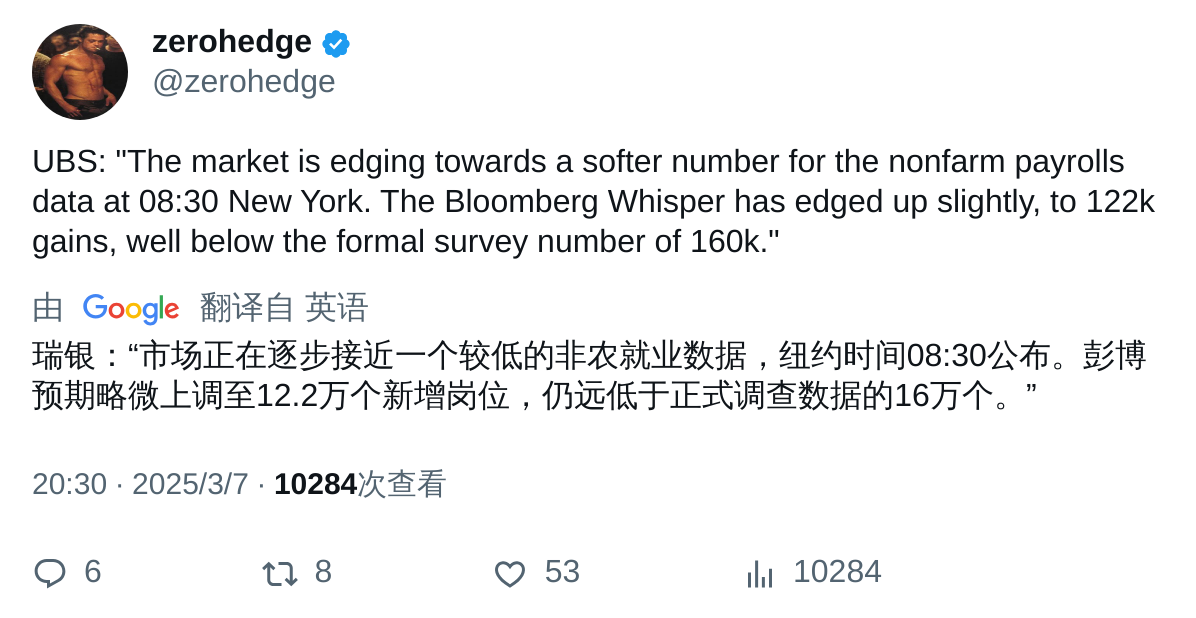 zerohedge
@zerohedge
UBS: "The market is edging towards a softer number for the nonfarm payrolls
data at 08:30 New York. The Bloomberg Whisper has edged up slightly, to 122k
gains, well below the formal survey number of 160k."
由 Google 翻译自 英语
瑞银：“市场正在逐步接近一个较低的非农就业数据，纽约时间08:30公布。彭博
预期略微上调至12.2万个新增岗位，仍远低于正式调查数据的16万个。”
20:30 · 2025/3/7 · 10284次查看
6 8 53 10284